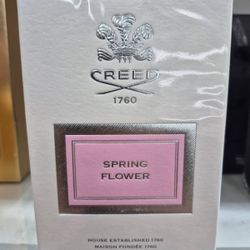 CREED
1760
SPRING
FLOWER
HOUSE ESTABLISHED 1760
MAISON FONDÉE 1760